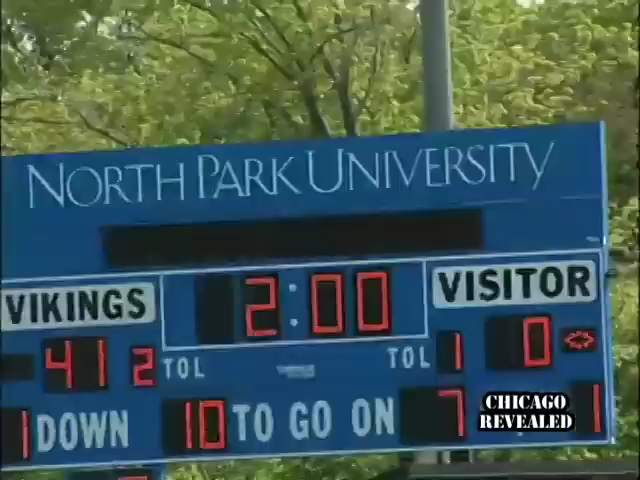 NORTH PARK UNIVERSITY
2:00
VIKINGS VISITOR
41 2 TOL TOL 1 0
1 DOWN 10 TO GO ON 7 1
CHICAGO
REVEALED